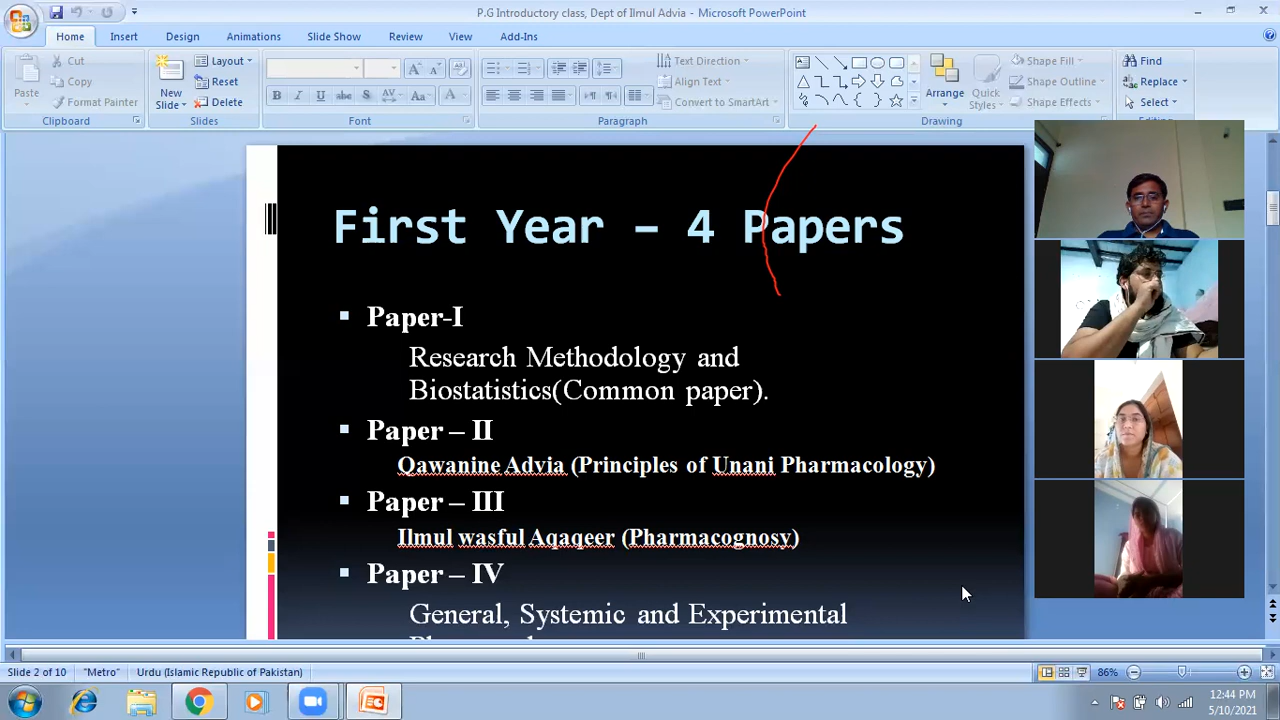 P.G Introductory class, Dept of Ilmul Advia - Microsoft PowerPoint
Home Insert Design Animations Slide Show Review View Add-Ins
Paste
Cut
Copy
Format Painter
Clipboard
New Slide
Layout
Reset
Delete
Slides
B I U abc S AV Aa A
Font
Text Direction
Align Text
Convert to SmartArt
Paragraph
Arrange
Quick Styles
Shape Fill
Shape Outline
Shape Effects
Drawing
Find
Replace
Select
First Year – 4 Papers
Paper-I
Research Methodology and
Biostatistics(Common paper).
Paper – II
Qawanine Advia (Principles of Unani Pharmacology)
Paper – III
Ilmul wasful Aqaqeer (Pharmacognosy)
Paper – IV
General, Systemic and Experimental
Slide 2 of 10 "Metro" Urdu (Islamic Republic of Pakistan) 86%
12:44 PM
5/10/2021